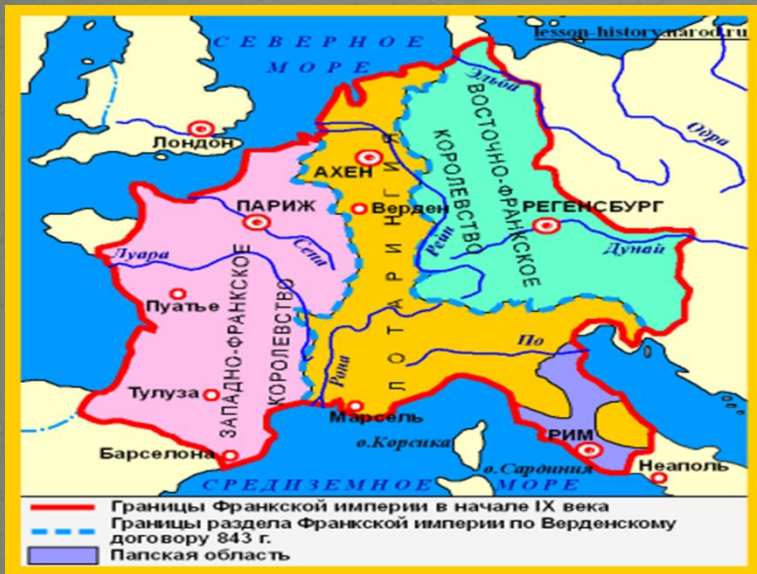 lesson-history.narod.ru
СЕВЕРНОЕ
МОРЕ
Эльба
Одра
Лондон
АХЕН
ВОСТОЧНО-ФРАНКСКОЕ
КОРОЛЕВСТВО
ПАРИЖ
Верден
РЕГЕНСБУРГ
Луара
Сена
Рейн
Дунай
Пуатье
ЗАПАДНО-ФРАНКСКОЕ
КОРОЛЕВСТВО
ЛОТАРИНГИЯ
По
Рона
Тулуза
Марсель
о.Корсика
РИМ
Барселона
о.Сардиния
Неаполь
СРЕДИЗЕМНОЕ МОРЕ
Границы Франкской империи в начале IX века
Границы раздела Франкской империи по Верденскому
договору 843 г.
Папская область